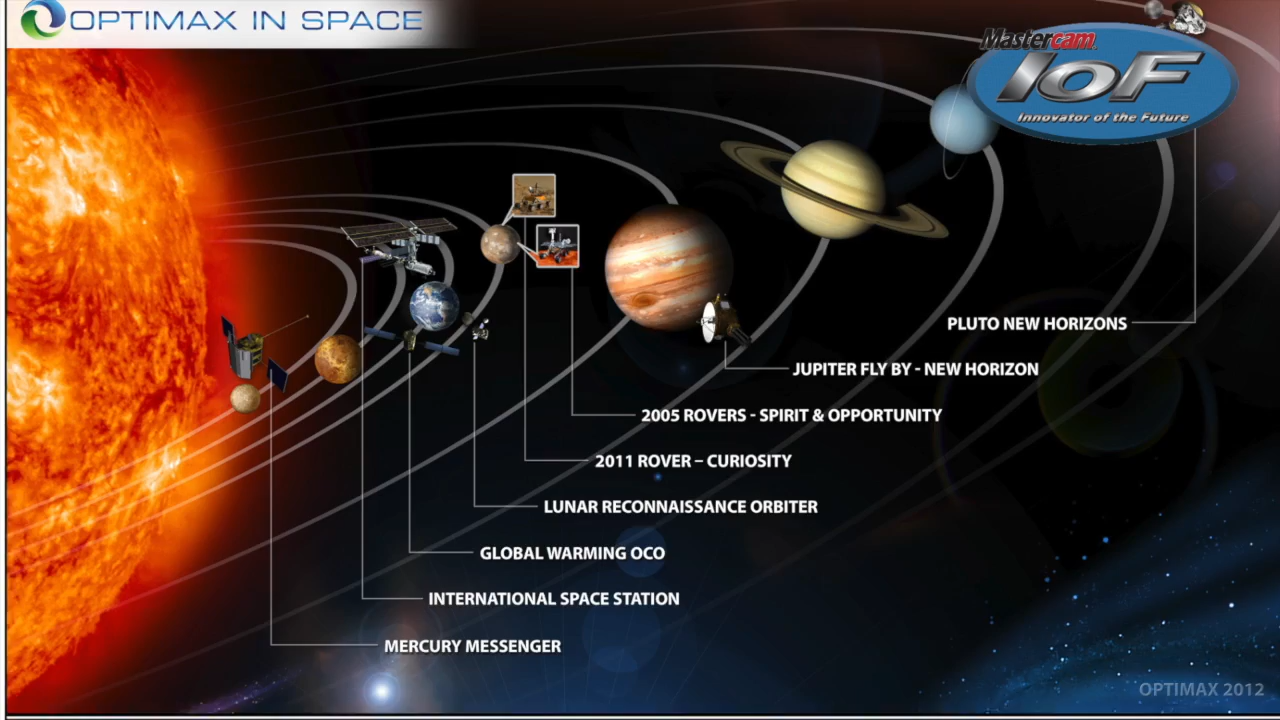 OPTIMAX IN SPACE
Mastercam
IoF
Innovator of the Future
PLUTO NEW HORIZONS
JUPITER FLY BY - NEW HORIZON
2005 ROVERS - SPIRIT & OPPORTUNITY
2011 ROVER – CURIOSITY
LUNAR RECONNAISSANCE ORBITER
GLOBAL WARMING OCO
INTERNATIONAL SPACE STATION
MERCURY MESSENGER
OPTIMAX 2012